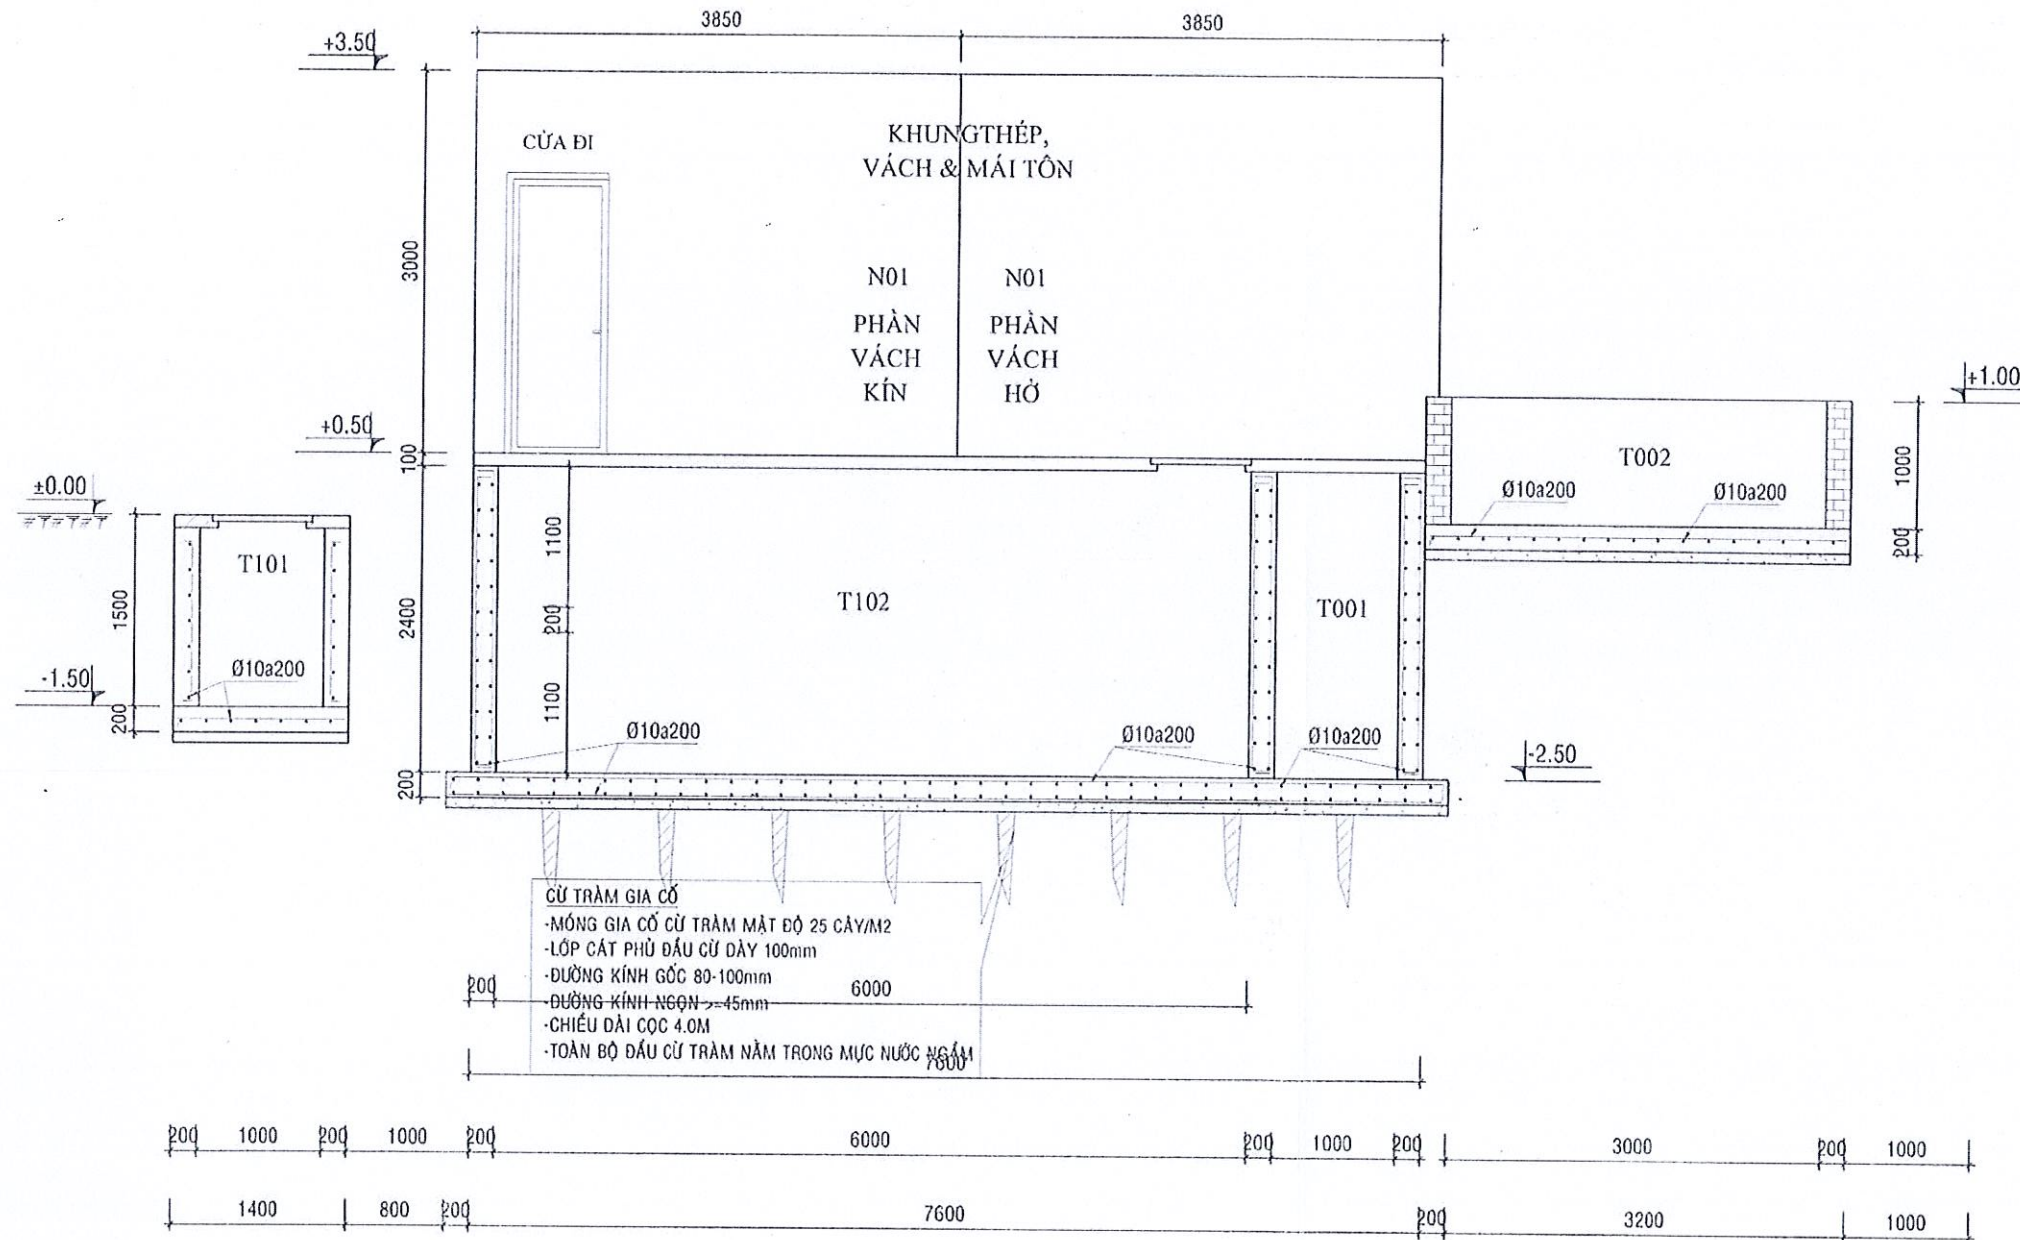 3850
3850
+3.50
CỬA ĐI
KHUNGTHÉP,
VÁCH & MÁI TÔN
3000
N01
PHẦN
VÁCH
KÍN
N01
PHẦN
VÁCH
HỞ
+1.00
+0.50
100
T002
1000
Ø10a200
Ø10a200
±0.00
1100
200
T101
T102
T001
200
1500
2400
1100
-1.50
Ø10a200
200
Ø10a200
Ø10a200
Ø10a200
-2.50
200
CỪ TRÀM GIA CỐ
-MÓNG GIA CỐ CỪ TRÀM MẬT ĐỘ 25 CÂY/M2
-LỚP CÁT PHỦ ĐẦU CỪ DÀY 100mm
-ĐƯỜNG KÍNH GỐC 80-100mm
200
6000
-ĐƯỜNG KÍNH NGỌN >=45mm
-CHIỀU DÀI CỌC 4.0M
-TOÀN BỘ ĐẦU CỪ TRÀM NẰM TRONG MỰC NƯỚC NGẦM
7600
200 1000 200 1000 200 6000 200 1000 200 3000 200 1000
1400 800 200 7600 200 3200 1000